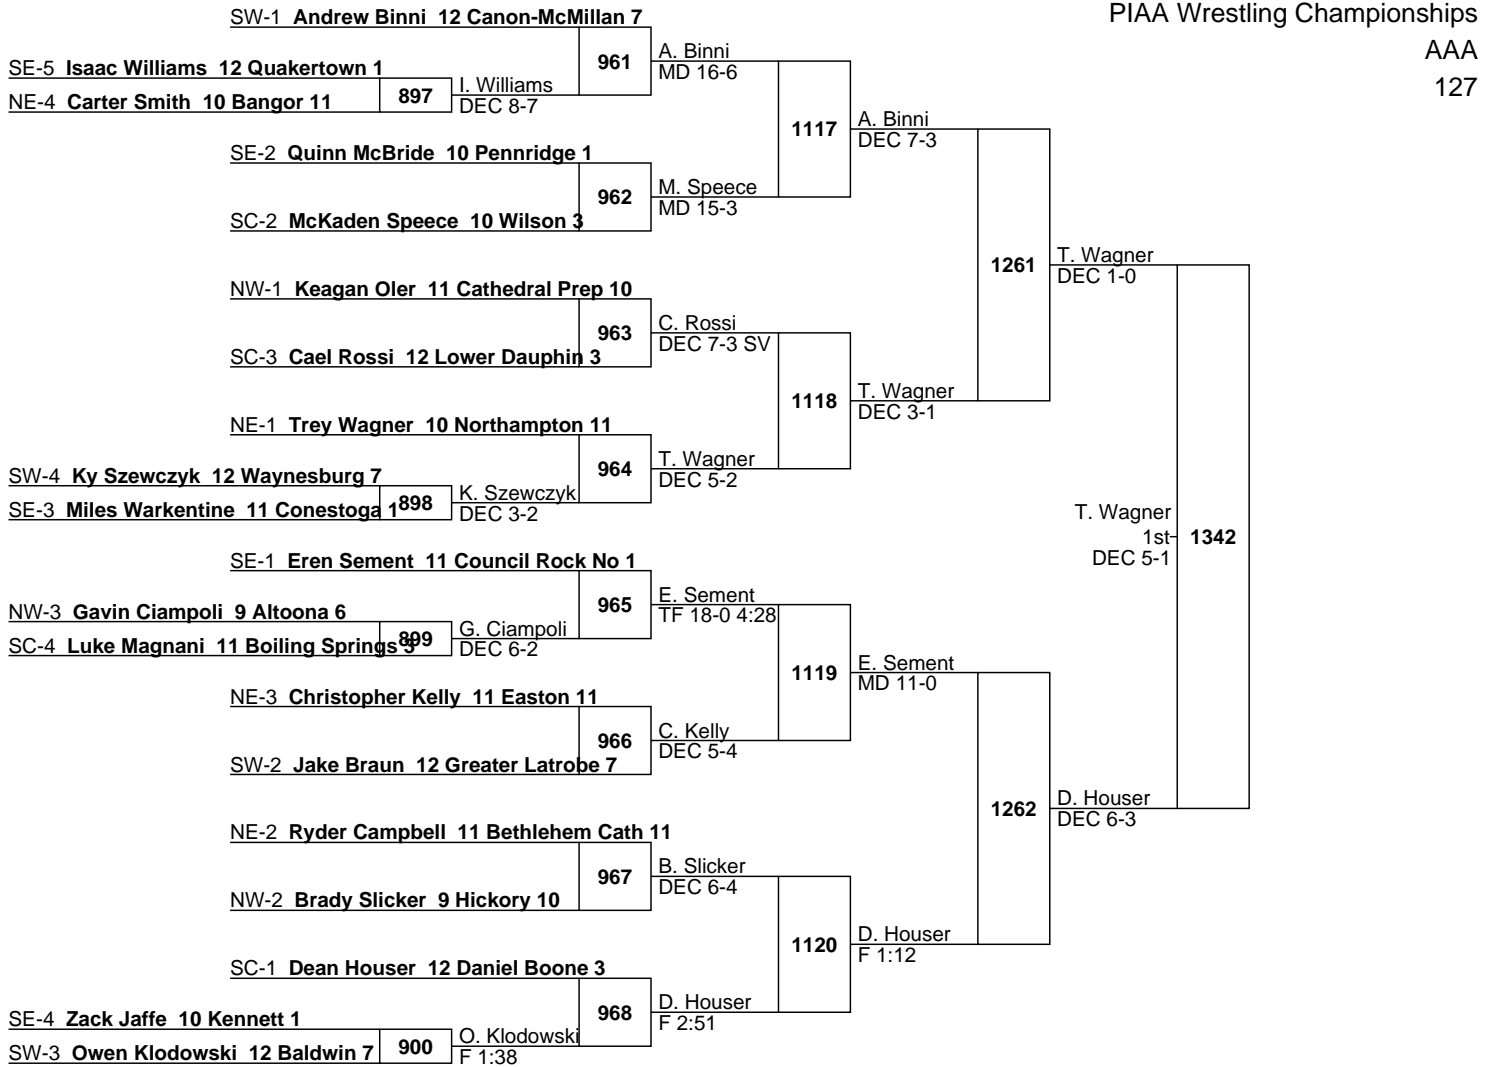 PIAA Wrestling Championships
AAA
127
SW-1 Andrew Binni 12 Canon-McMillan 7
SE-5 Isaac Williams 12 Quakertown 1
NE-4 Carter Smith 10 Bangor 11
897
I. Williams
DEC 8-7
961
A. Binni
MD 16-6
SE-2 Quinn McBride 10 Pennridge 1
SC-2 McKaden Speece 10 Wilson 3
962
M. Speece
MD 15-3
1117
A. Binni
DEC 7-3
NW-1 Keagan Oler 11 Cathedral Prep 10
SC-3 Cael Rossi 12 Lower Dauphin 3
963
C. Rossi
DEC 7-3 SV
NE-1 Trey Wagner 10 Northampton 11
SW-4 Ky Szewczyk 12 Waynesburg 7
SE-3 Miles Warkentine 11 Conestoga 1
898
K. Szewczyk
DEC 3-2
964
T. Wagner
DEC 5-2
1118
T. Wagner
DEC 3-1
1261
T. Wagner
DEC 1-0
SE-1 Eren Sement 11 Council Rock No 1
NW-3 Gavin Ciampoli 9 Altoona 6
SC-4 Luke Magnani 11 Boiling Springs 3
899
G. Ciampoli
DEC 6-2
965
E. Sement
TF 18-0 4:28
NE-3 Christopher Kelly 11 Easton 11
SW-2 Jake Braun 12 Greater Latrobe 7
966
C. Kelly
DEC 5-4
1119
E. Sement
MD 11-0
NE-2 Ryder Campbell 11 Bethlehem Cath 11
NW-2 Brady Slicker 9 Hickory 10
967
B. Slicker
DEC 6-4
SC-1 Dean Houser 12 Daniel Boone 3
SE-4 Zack Jaffe 10 Kennett 1
SW-3 Owen Klodowski 12 Baldwin 7
900
O. Klodowski
F 1:38
968
D. Houser
F 2:51
1120
D. Houser
F 1:12
1262
D. Houser
DEC 6-3
T. Wagner
1st
DEC 5-1
1342